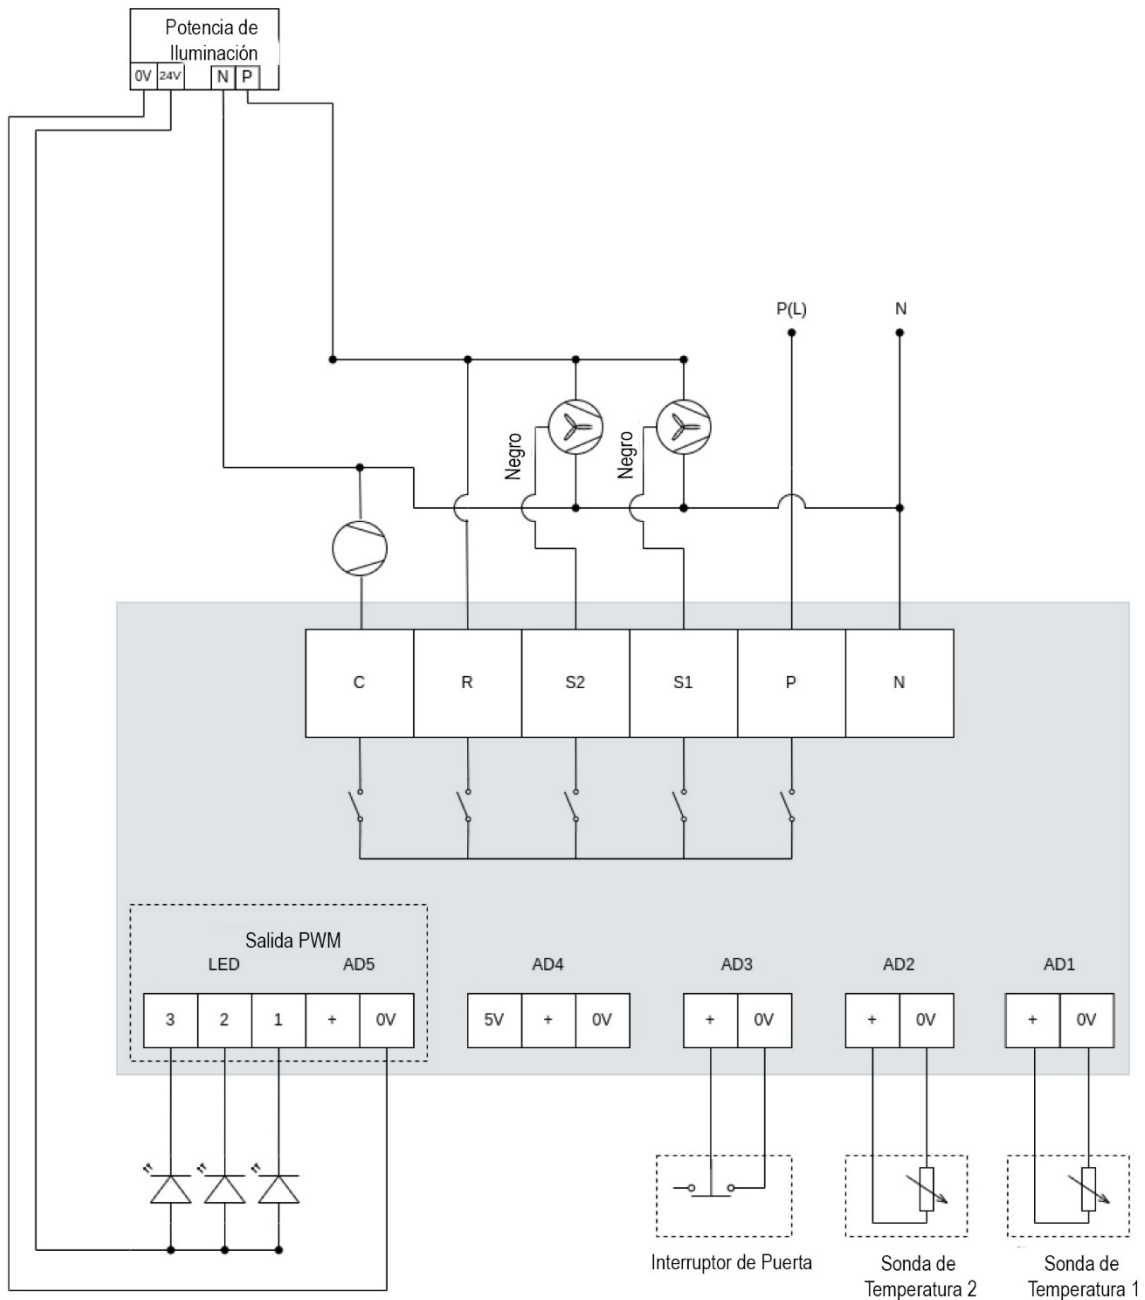 Potencia de
Iluminación
0V 24V N P
P(L) N
Negro
Negro
C R S2 S1 P N
Salida PWM
LED AD5 AD4 AD3 AD2 AD1
3 2 1 + 0V 5V + 0V + 0V + 0V + 0V
Interruptor de Puerta
Sonda de
Temperatura 2
Sonda de
Temperatura 1